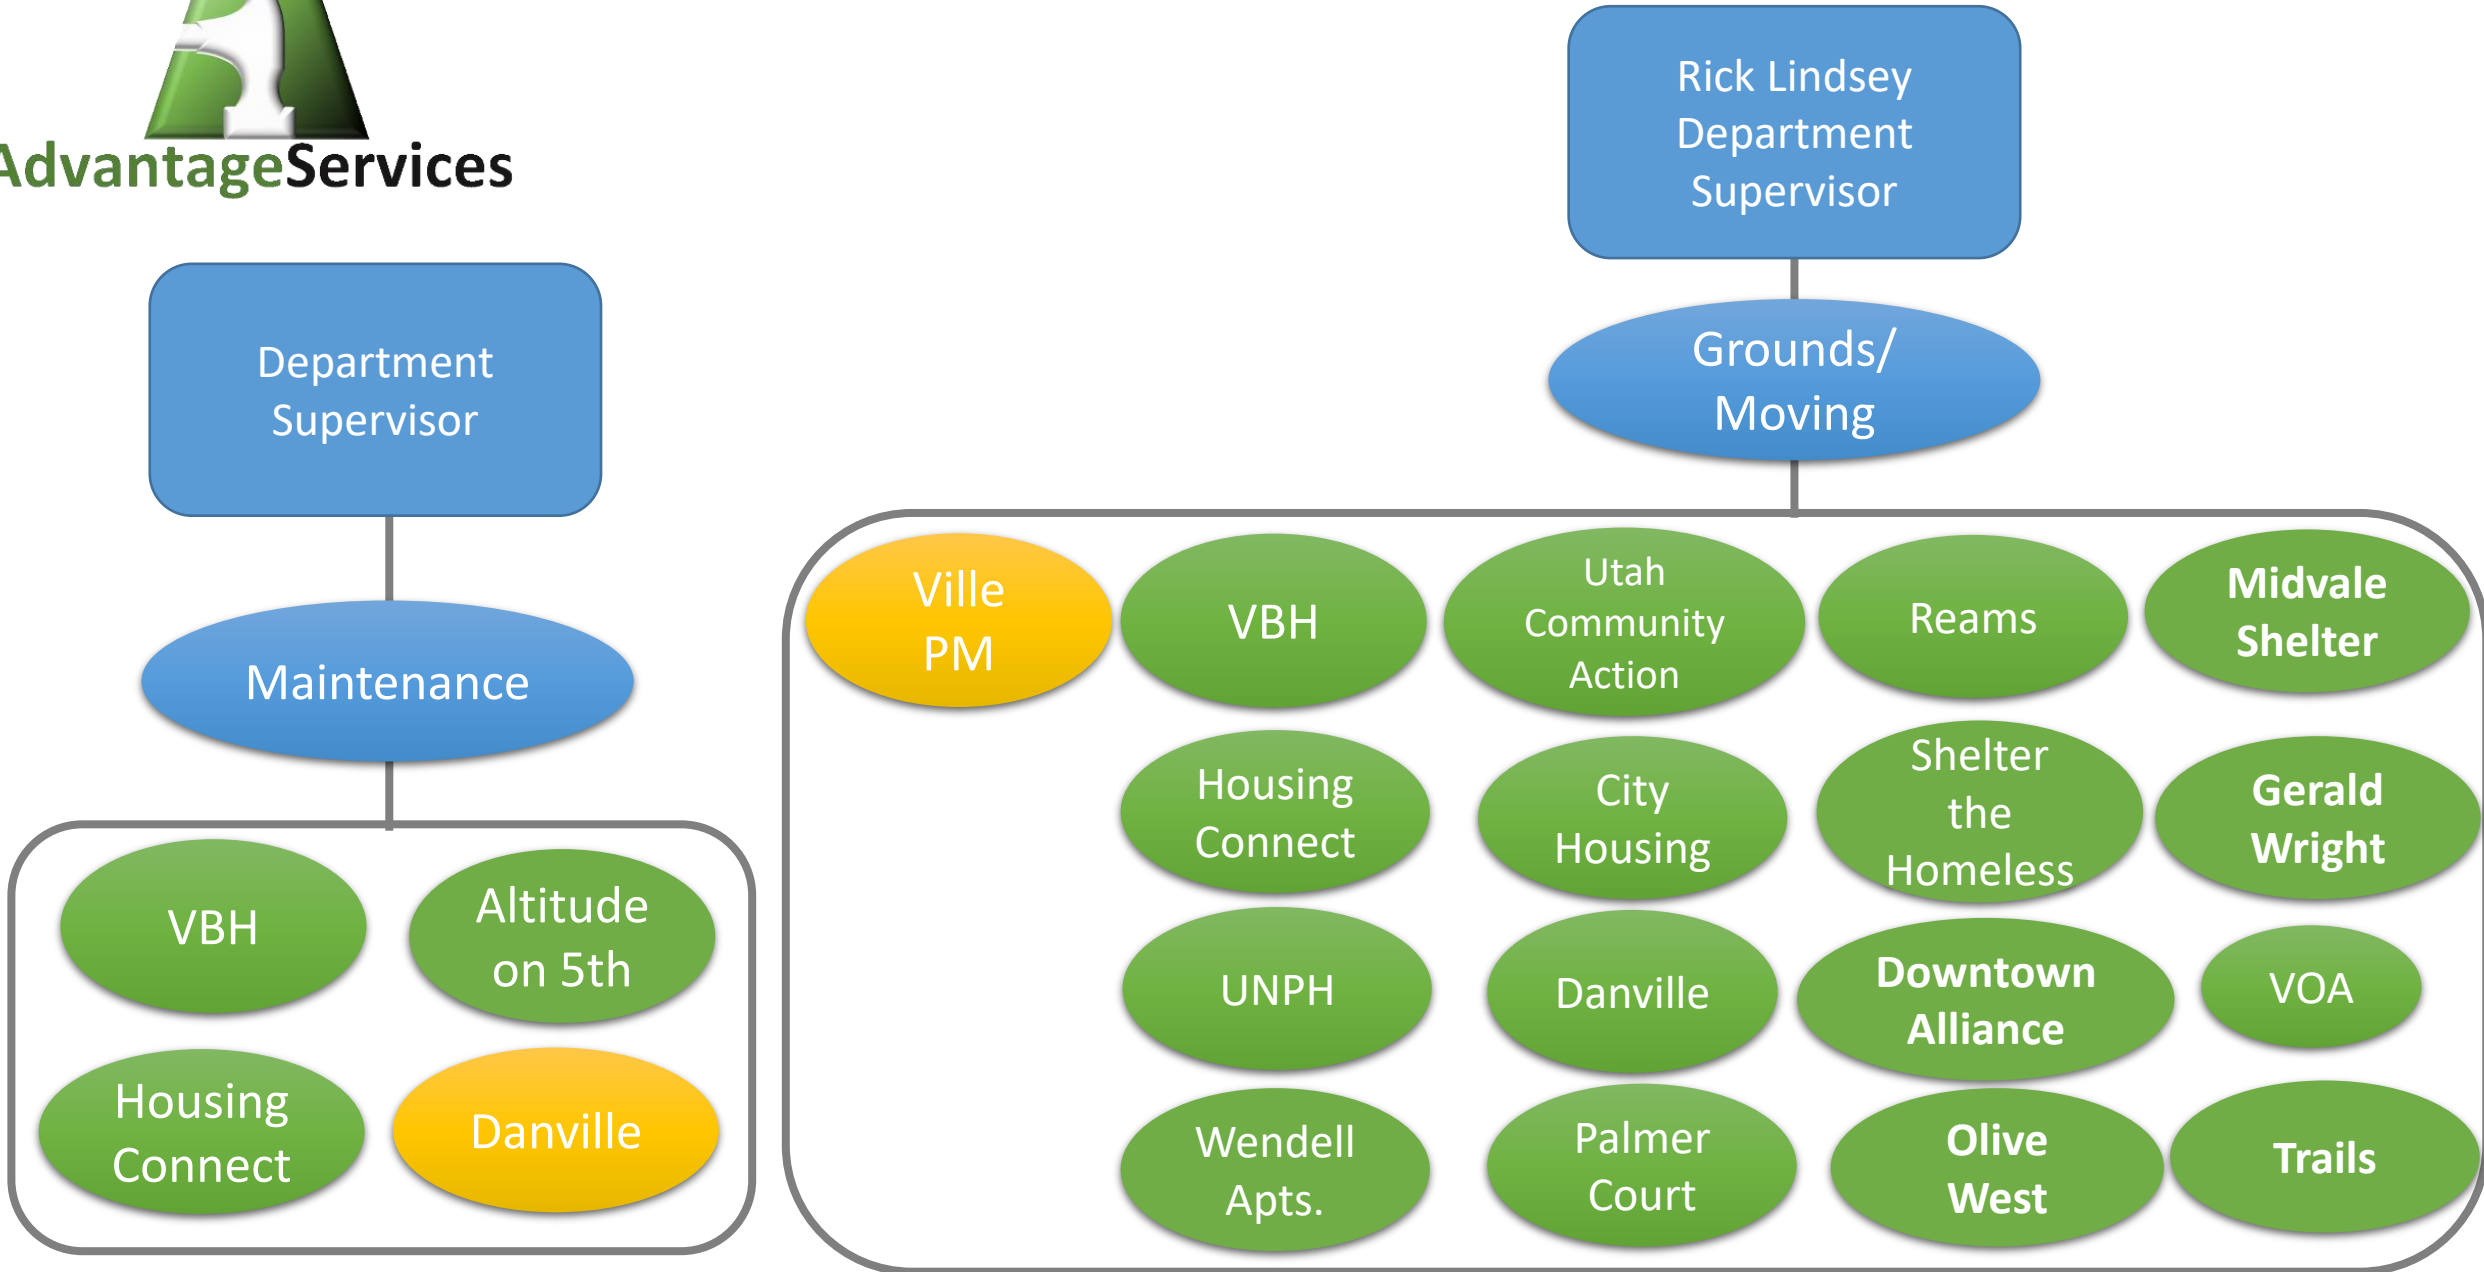 AdvantageServices
Rick Lindsey
Department
Supervisor
Grounds/
Moving
Department
Supervisor
Maintenance
VBH
Altitude
on 5th
Housing
Connect
Danville
Ville
PM
VBH
Utah
Community
Action
Reams
Midvale
Shelter
Housing
Connect
City
Housing
Shelter
the
Homeless
Gerald
Wright
UNPH
Danville
Downtown
Alliance
VOA
Wendell
Apts.
Palmer
Court
Olive
West
Trails